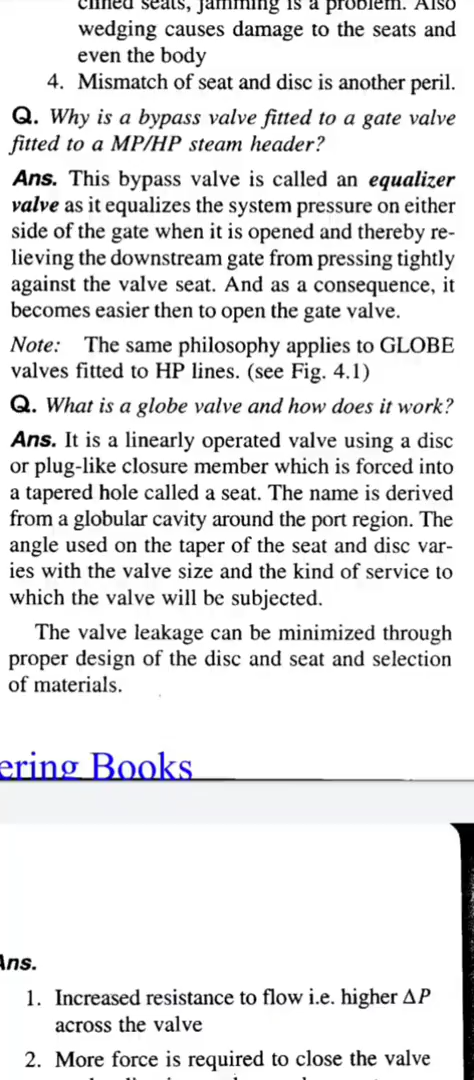 clined seats, jamming is a problem. Also
wedging causes damage to the seats and
even the body
4. Mismatch of seat and disc is another peril.
Q. Why is a bypass valve fitted to a gate valve
fitted to a MP/HP steam header?
Ans. This bypass valve is called an equalizer
valve as it equalizes the system pressure on either
side of the gate when it is opened and thereby re-
lieving the downstream gate from pressing tightly
against the valve seat. And as a consequence, it
becomes easier then to open the gate valve.
Note: The same philosophy applies to GLOBE
valves fitted to HP lines. (see Fig. 4.1)
Q. What is a globe valve and how does it work?
Ans. It is a linearly operated valve using a disc
or plug-like closure member which is forced into
a tapered hole called a seat. The name is derived
from a globular cavity around the port region. The
angle used on the taper of the seat and disc var-
ies with the valve size and the kind of service to
which the valve will be subjected.
The valve leakage can be minimized through
proper design of the disc and seat and selection
of materials.
ering Books
Ans.
1. Increased resistance to flow i.e. higher ΔP
across the valve
2. More force is required to close the valve